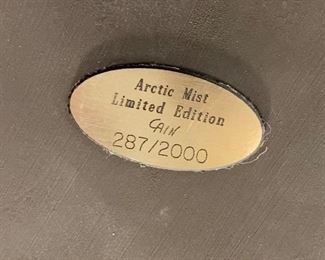 Arctic Mist
Limited Edition
CAIN
287/2000